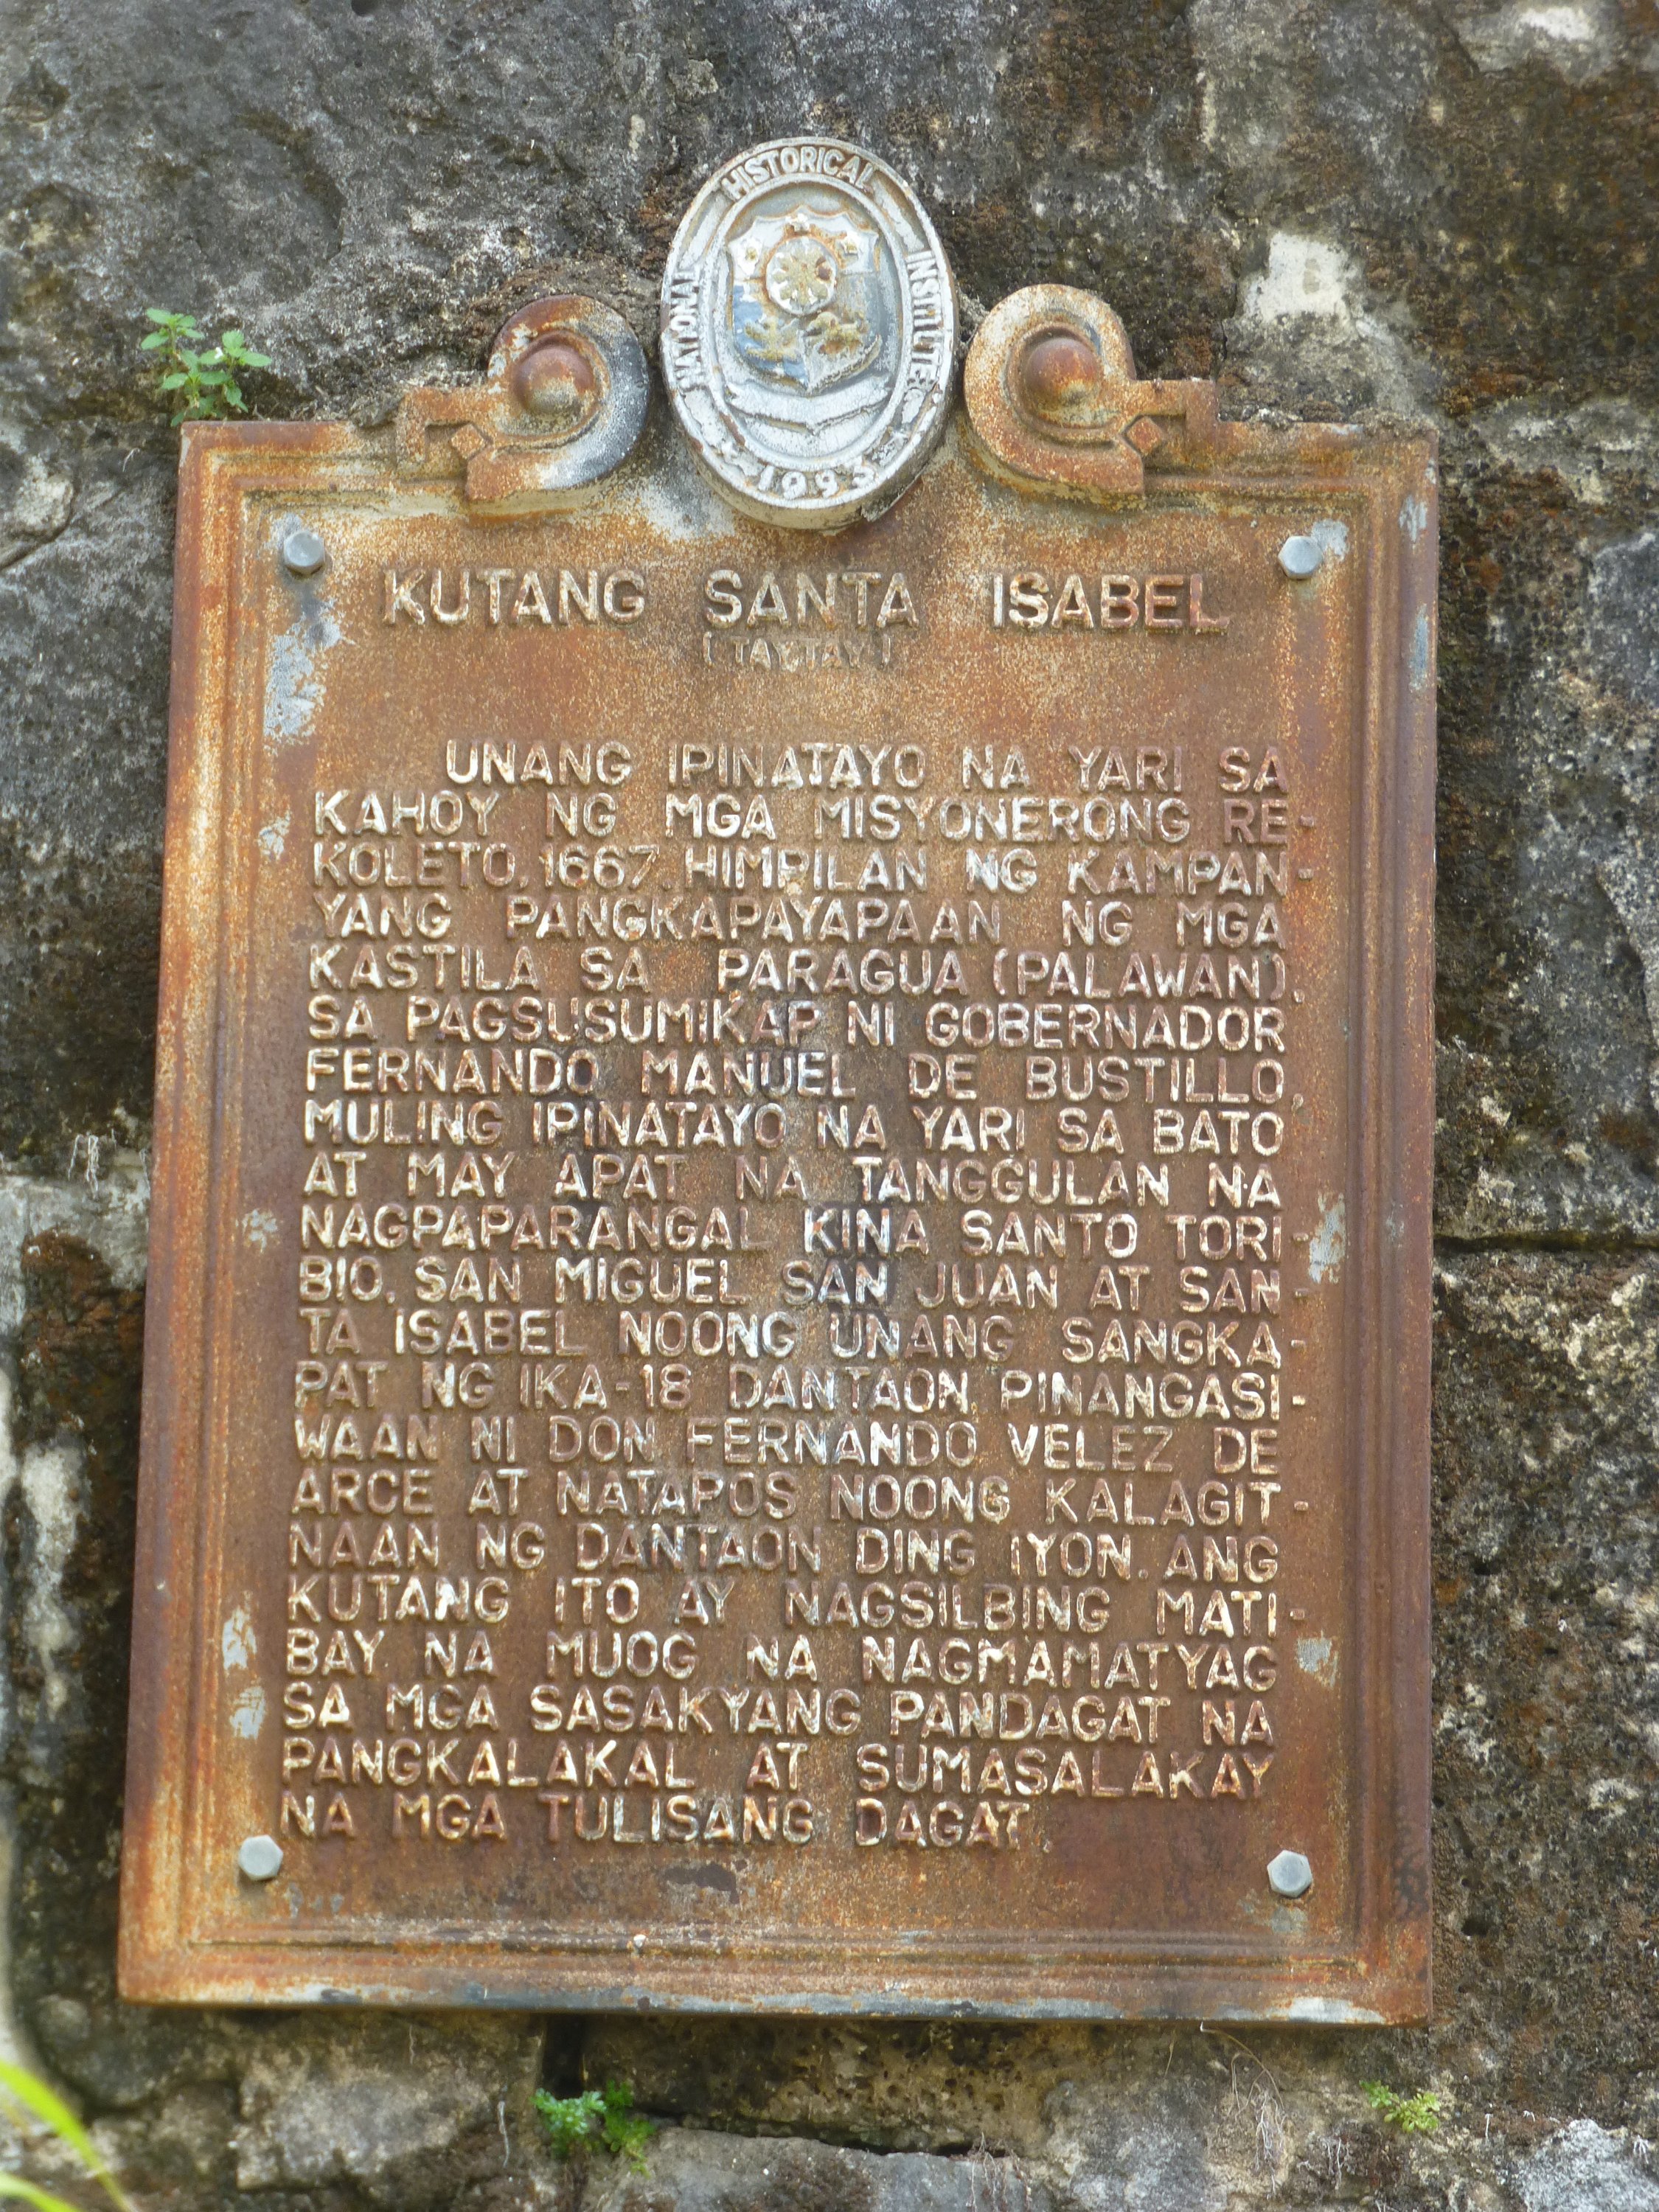 NATIONAL HISTORICAL INSTITUTE
1993
KUTANG SANTA ISABEL
(TAYTAY)
UNANG IPINATAYO NA YARI SA
KAHOY NG MGA MISYONERONG RE-
KOLETO, 1667. HIMPILAN NG KAMPAN-
YANG PANGKAPAYAPAAN NG MGA
KASTILA SA PARAGUA (PALAWAN).
SA PAGSUSUMIKAP NI GOBERNADOR
FERNANDO MANUEL DE BUSTILLO,
MULING IPINATAYO NA YARI SA BATO
AT MAY APAT NA TANGGULAN NA
NAGPAPARANGAL KINA SANTO TORI-
BIO, SAN MIGUEL SAN JUAN AT SAN-
TA ISABEL NOONG UNANG SANGKA-
PAT NG IKA-18 DANTAON, PINANGASI-
WAAN NI DON FERNANDO VELEZ DE
ARCE AT NATAPOS NOONG KALAGIT-
NAAN NG DANTAON DING IYON. ANG
KUTANG ITO AY NAGSILBING MATI-
BAY NA MUOG NA NAGMAMATYAG
SA MGA SASAKYANG PANDAGAT NA
PANGKALAKAL AT SUMASALAKAY
NA MGA TULISANG DAGAT.